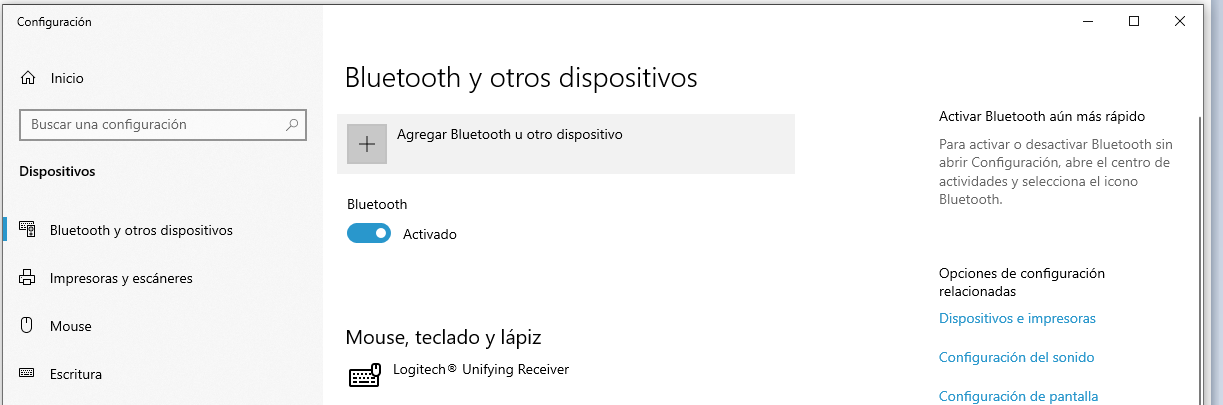 Configuración
Inicio
Buscar una configuración
Dispositivos
Bluetooth y otros dispositivos
Impresoras y escáneres
Mouse
Escritura
Bluetooth y otros dispositivos
Agregar Bluetooth u otro dispositivo
Bluetooth
Activado
Mouse, teclado y lápiz
Logitech® Unifying Receiver
Activar Bluetooth aún más rápido
Para activar o desactivar Bluetooth sin
abrir Configuración, abre el centro de
actividades y selecciona el icono
Bluetooth.
Opciones de configuración
relacionadas
Dispositivos e impresoras
Configuración del sonido
Configuración de pantalla